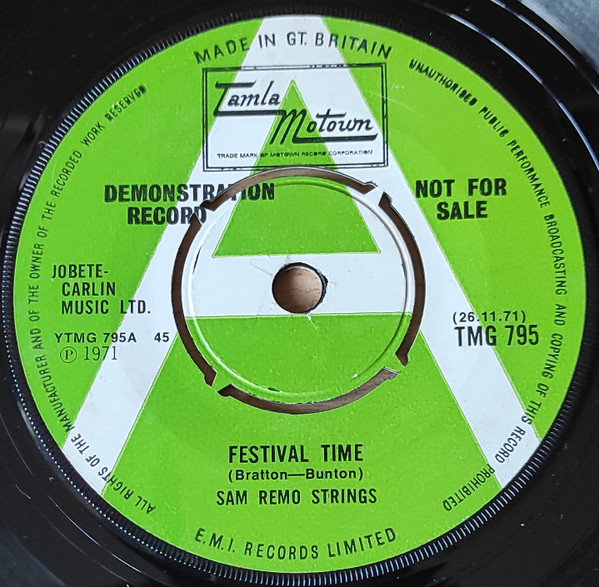 MADE IN GT. BRITAIN
UNAUTHORISED PUBLIC PERFORMANCE BROADCASTING AND COPYING OF THIS RECORD PROHIBITED
ALL RIGHTS OF THE MANUFACTURER AND OF THE OWNER OF THE RECORDED WORK RESERVED
Tamla
Motown
TRADE MARK OF MOTOWN RECORD CORPORATION
DEMONSTRATION
RECORD
NOT FOR
SALE
A
JOBETE-
CARLIN
MUSIC LTD.
YTMG 795A 45
Ⓟ 1971
(26.11.71)
TMG 795
FESTIVAL TIME
(Bratton—Bunton)
SAM REMO STRINGS
E.M.I. RECORDS LIMITED